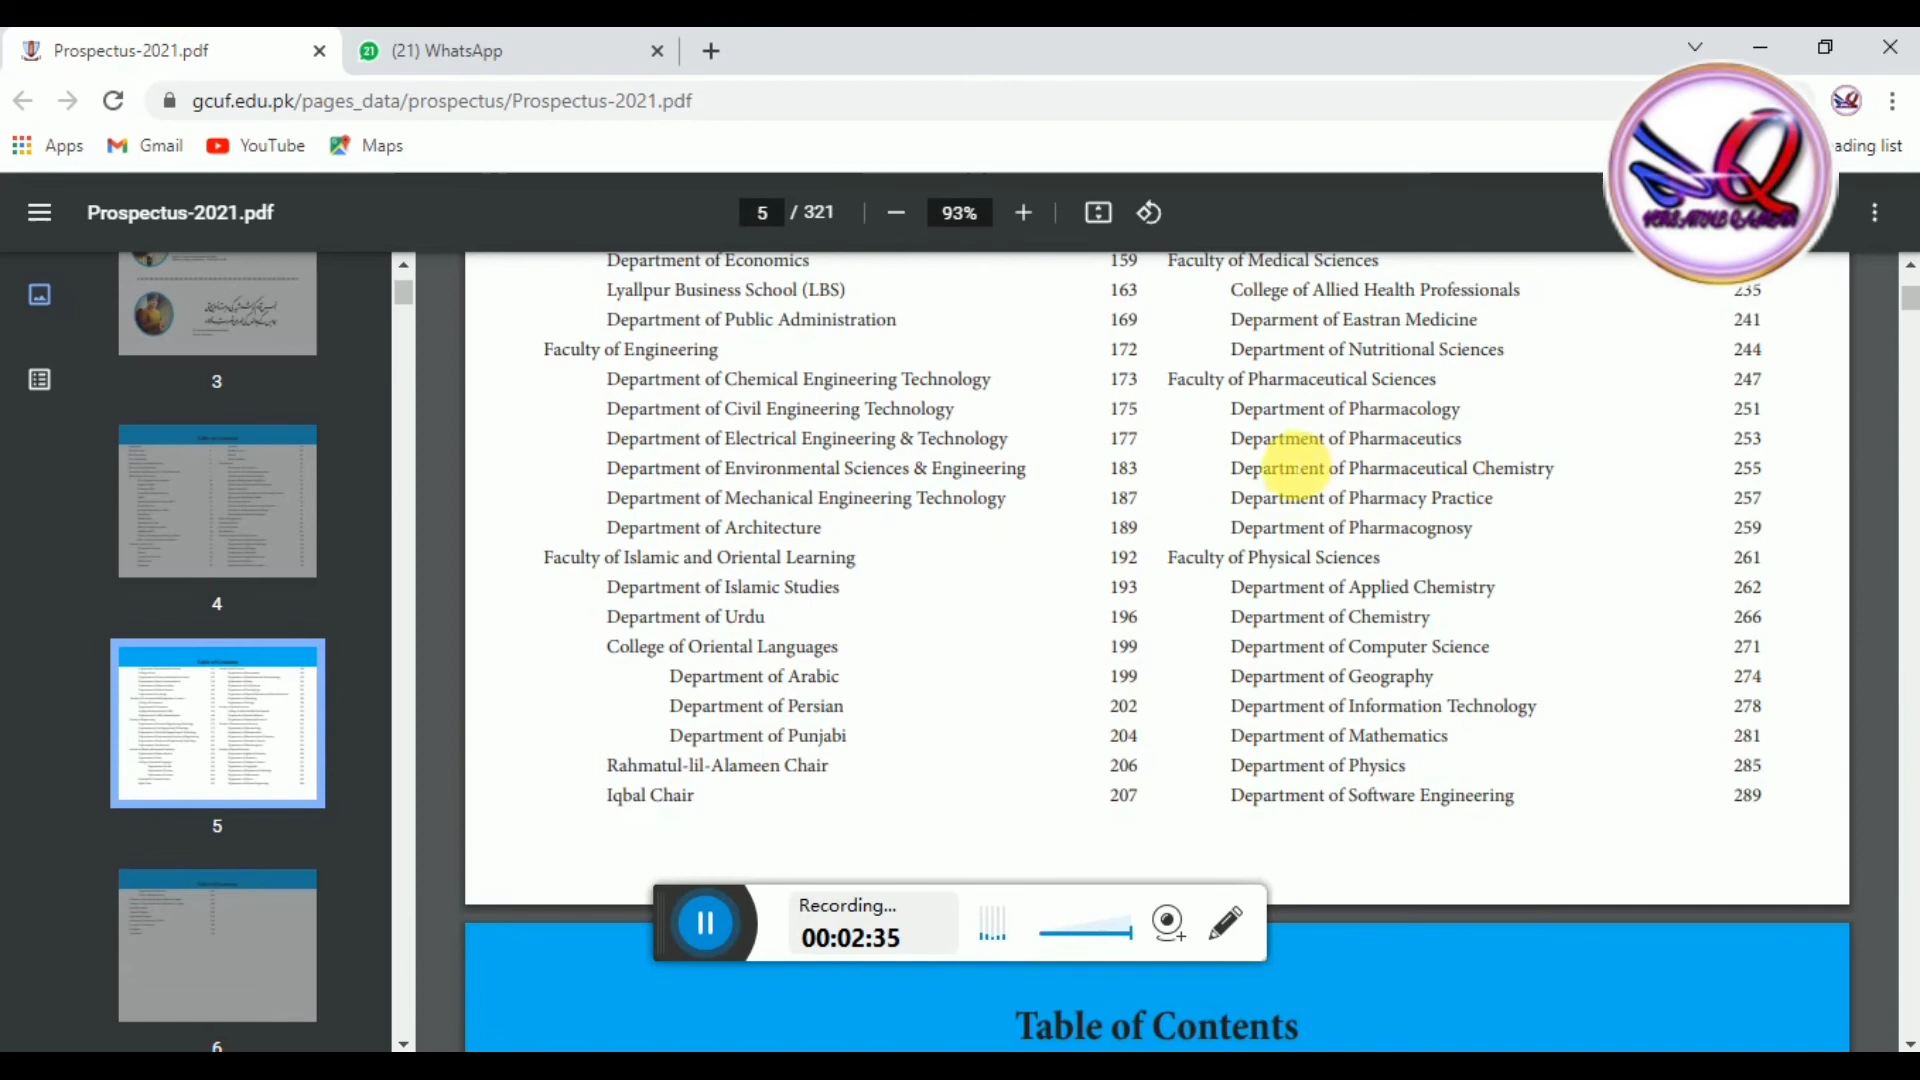 Prospectus-2021.pdf
21
(21) WhatsApp
gcuf.edu.pk/pages_data/prospectus/Prospectus-2021.pdf
Apps
Gmail
YouTube
Maps
ading list
Prospectus-2021.pdf
5 / 321
93%
3
4
5
6
Department of Economics 159
Lyallpur Business School (LBS) 163
Department of Public Administration 169
Faculty of Engineering 172
Department of Chemical Engineering Technology 173
Department of Civil Engineering Technology 175
Department of Electrical Engineering & Technology 177
Department of Environmental Sciences & Engineering 183
Department of Mechanical Engineering Technology 187
Department of Architecture 189
Faculty of Islamic and Oriental Learning 192
Department of Islamic Studies 193
Department of Urdu 196
College of Oriental Languages 199
Department of Arabic 199
Department of Persian 202
Department of Punjabi 204
Rahmatul-lil-Alameen Chair 206
Iqbal Chair 207
Faculty of Medical Sciences
College of Allied Health Professionals 235
Deparment of Eastran Medicine 241
Department of Nutritional Sciences 244
Faculty of Pharmaceutical Sciences 247
Department of Pharmacology 251
Department of Pharmaceutics 253
Department of Pharmaceutical Chemistry 255
Department of Pharmacy Practice 257
Department of Pharmacognosy 259
Faculty of Physical Sciences 261
Department of Applied Chemistry 262
Department of Chemistry 266
Department of Computer Science 271
Department of Geography 274
Department of Information Technology 278
Department of Mathematics 281
Department of Physics 285
Department of Software Engineering 289
Recording...
00:02:35
Table of Contents